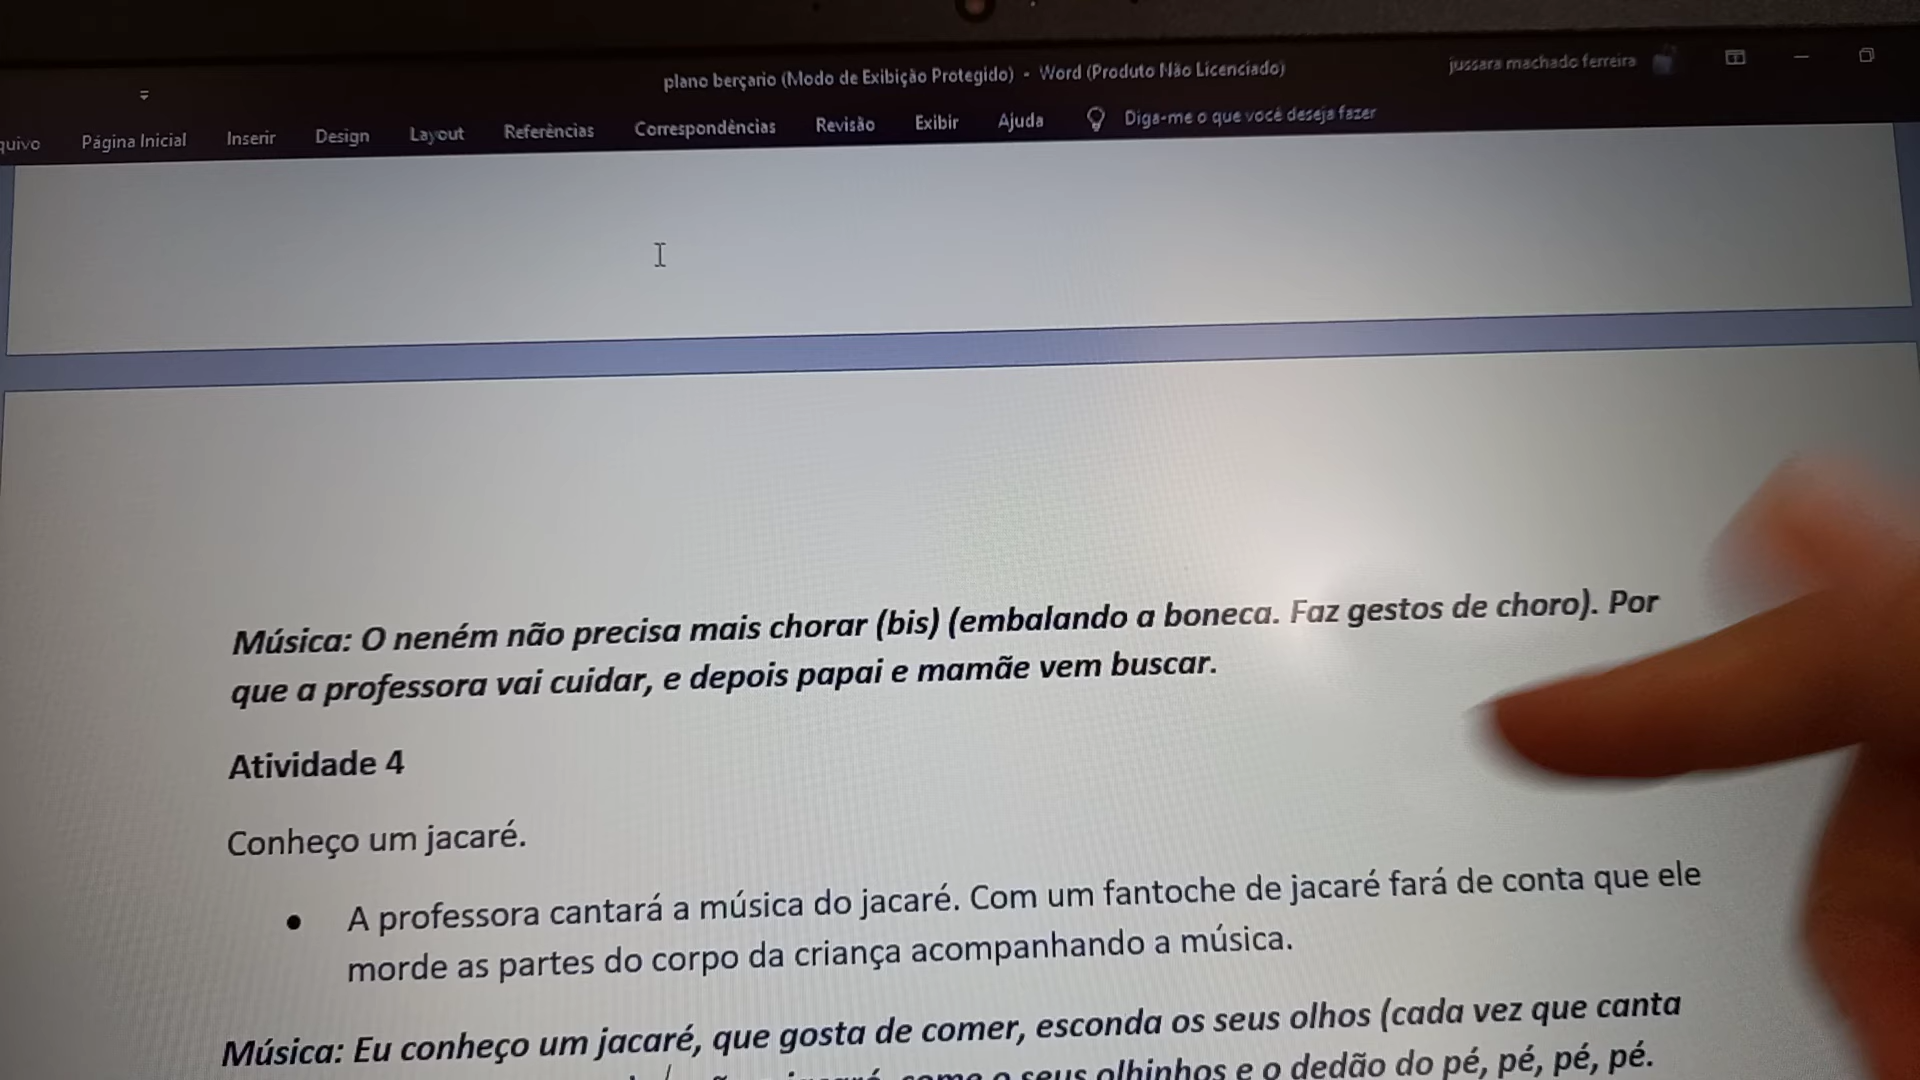 plano berçario (Modo de Exibição Protegido) - Word (Produto Não Licenciado)
jussara machado ferreira
quivo Página Inicial Inserir Design Layout Referências Correspondências Revisão Exibir Ajuda Diga-me o que você deseja fazer
Música: O neném não precisa mais chorar (bis) (embalando a boneca. Faz gestos de choro). Por
que a professora vai cuidar, e depois papai e mamãe vem buscar.
Atividade 4
Conheço um jacaré.
• A professora cantará a música do jacaré. Com um fantoche de jacaré fará de conta que ele
morde as partes do corpo da criança acompanhando a música.
Música: Eu conheço um jacaré, que gosta de comer, esconda os seus olhos (cada vez que canta
jacaré, come o seus olhinhos e o dedão do pé, pé, pé, pé.